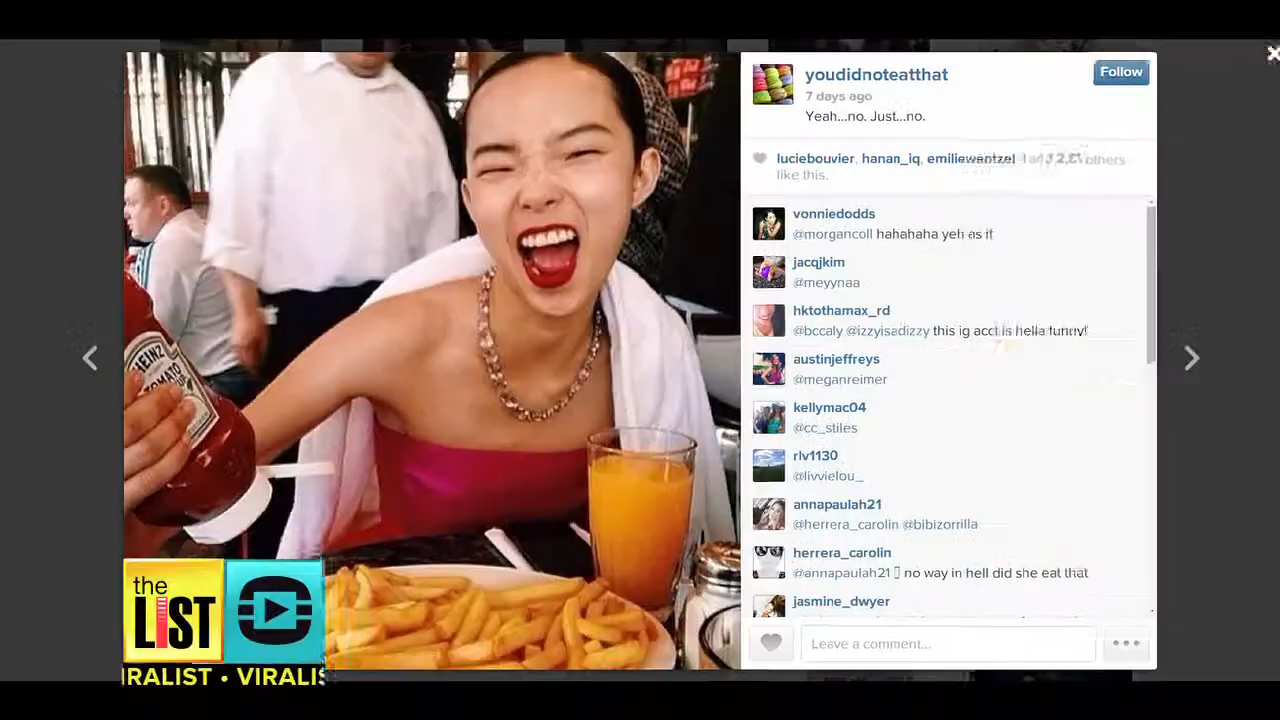 youdidnoteatthat
Follow
7 days ago
Yeah...no. Just...no.
luciebouvier, hanan_iq, emiliewantzel
others
like this.
vonniedodds
@morgancoll hahahaha yeh as if
jacqjkim
@meyynaa
hktothamax_rd
@bccaly @izzyisadizzy this ig acct is hella funny!
austinjeffreys
@meganreimer
kellymac04
@cc_stiles
rlv1130
@livvielou_
annapaulah21
@herrera_carolin @bibizorrilla
herrera_carolin
@annapaulah21 no way in hell did she eat that
jasmine_dwyer
Leave a comment...
HEINZ
TOMATO
the
LIST
IRALIST • VIRALIS